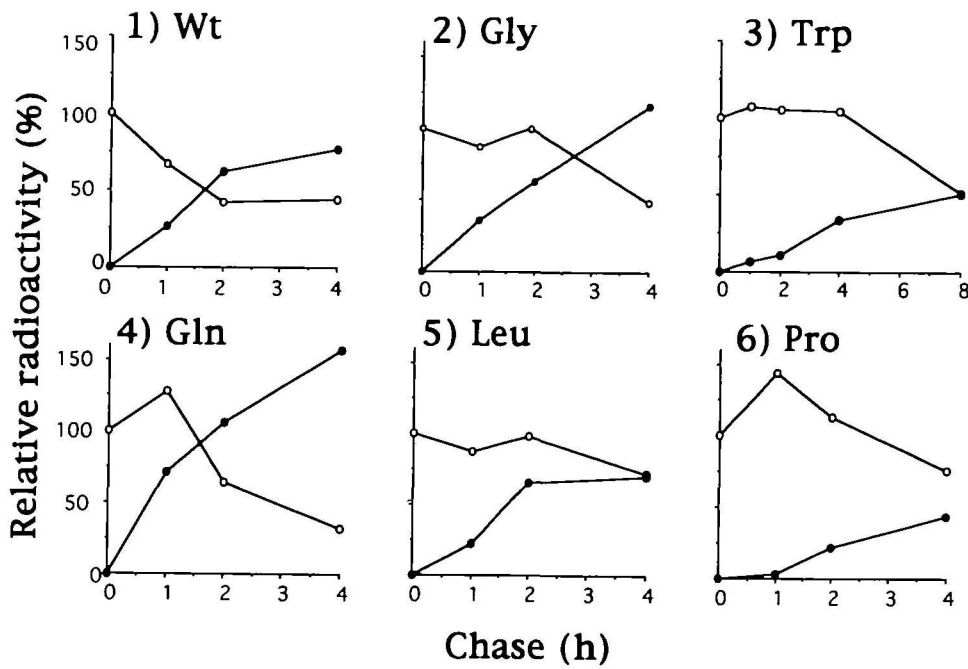 1) Wt
2) Gly
3) Trp
150
100
50
0
0 1 2 3 4
0 1 2 3 4
0 2 4 6 8
4) Gln
5) Leu
6) Pro
150
100
50
0
0 1 2 3 4
0 1 2 3 4
0 1 2 3 4
Relative radioactivity (%)
Chase (h)